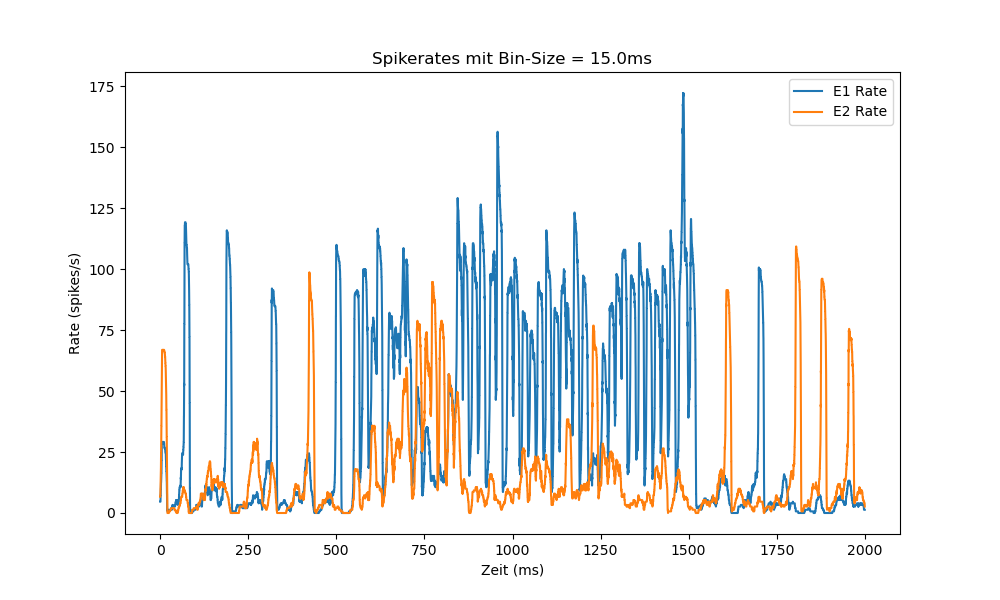 Spikerates mit Bin-Size = 15.0ms
E1 Rate
E2 Rate
175
150
125
100
75
50
25
0
Rate (spikes/s)
0 250 500 750 1000 1250 1500 1750 2000
Zeit (ms)